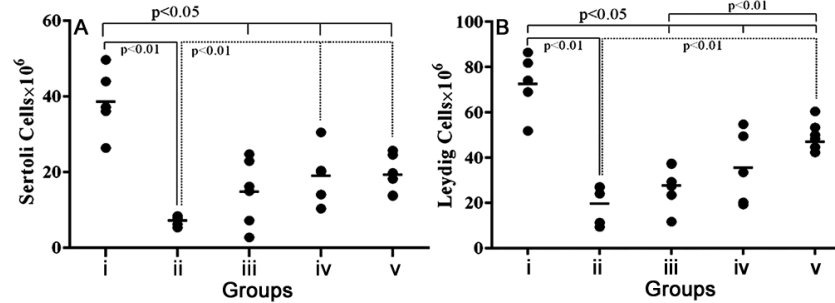 A
p<0.05
p<0.01
p<0.01
Sertoli Cells×10⁶
60
40
20
0
i ii iii iv v
Groups
B
p<0.01
p<0.05
p<0.01
p<0.01
Leydig Cells×10⁶
100
80
60
40
20
0
i ii iii iv v
Groups